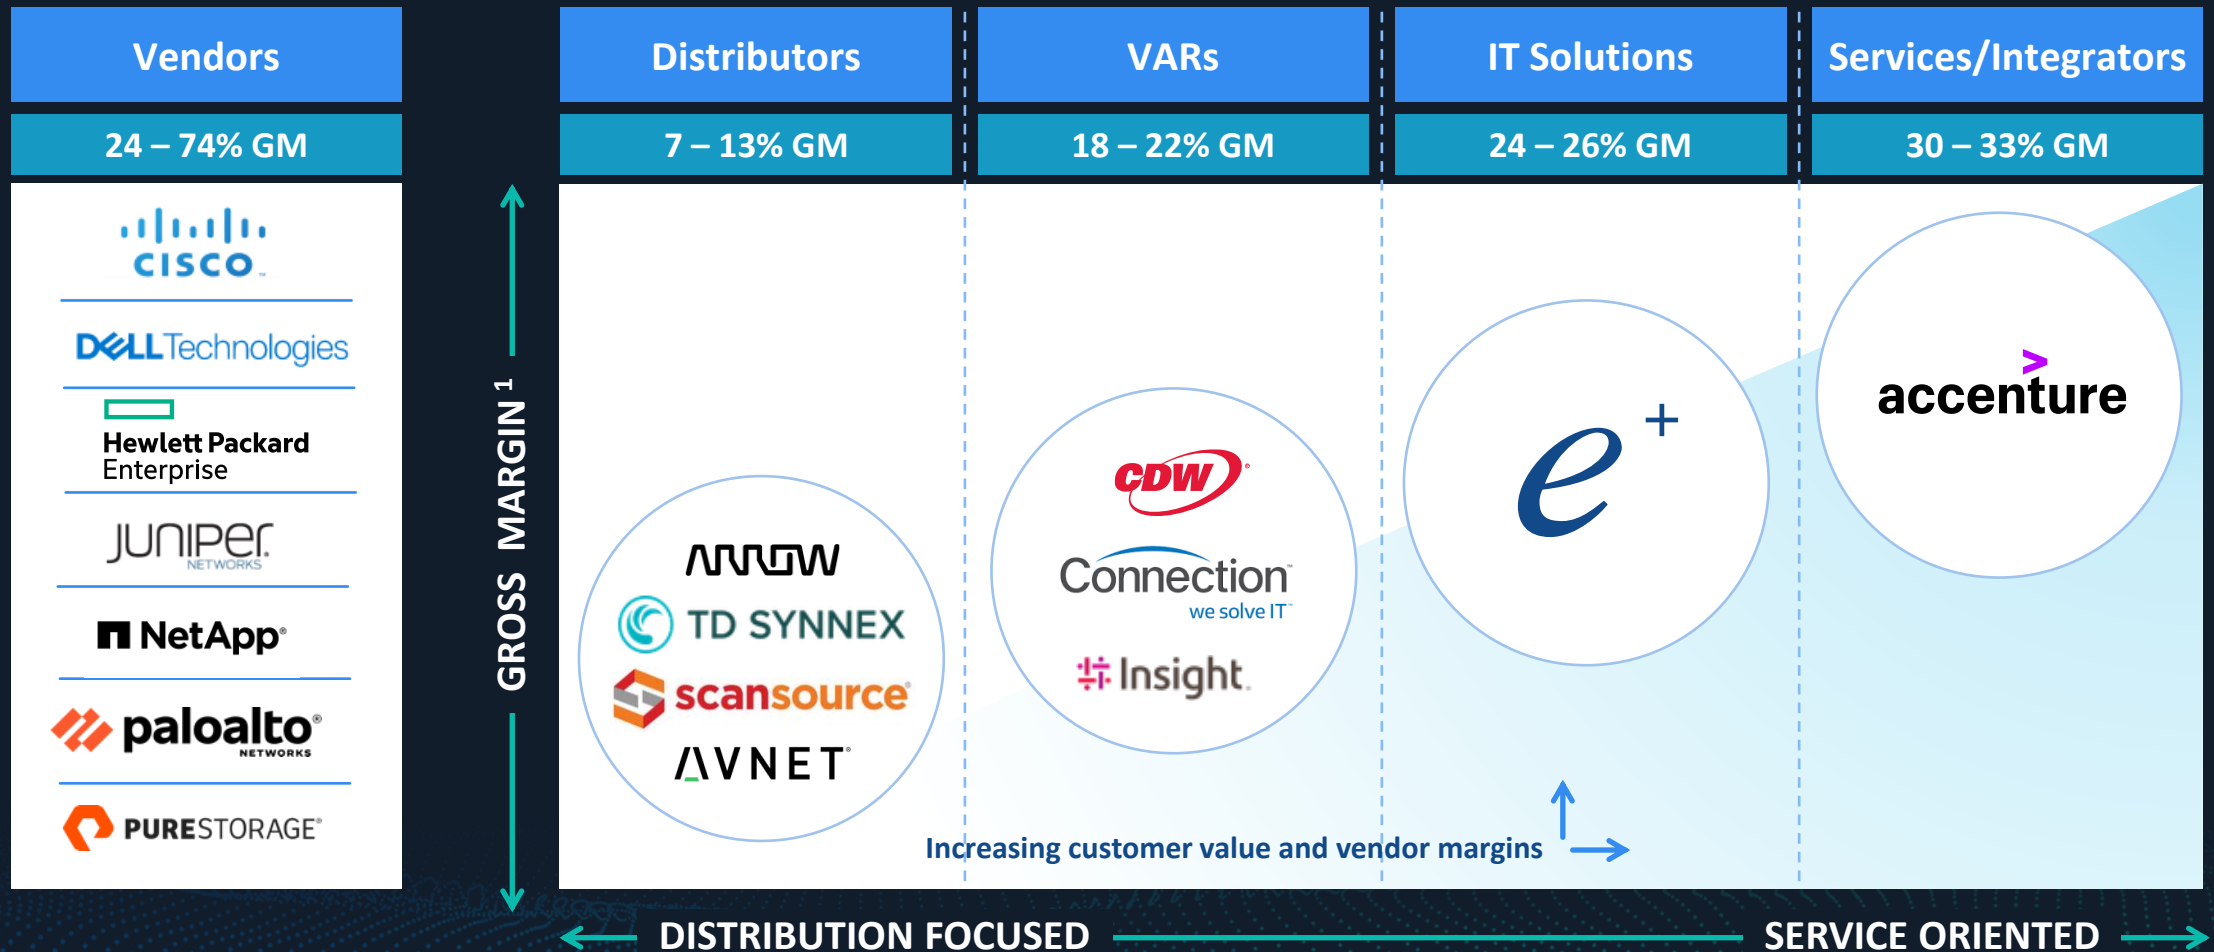 Vendors
24 – 74% GM
CISCO
DELL Technologies
Hewlett Packard
Enterprise
JUNIPER
NETWORKS
NetApp®
paloalto®
NETWORKS
PURESTORAGE®
GROSS MARGIN 1
Distributors
7 – 13% GM
ARROW
TD SYNNEX
scansource®
AVNET®
VARs
18 – 22% GM
CDW®
Connection™
we solve IT™
Insight.
IT Solutions
24 – 26% GM
e+
Services/Integrators
30 – 33% GM
accenture
Increasing customer value and vendor margins
DISTRIBUTION FOCUSED
SERVICE ORIENTED